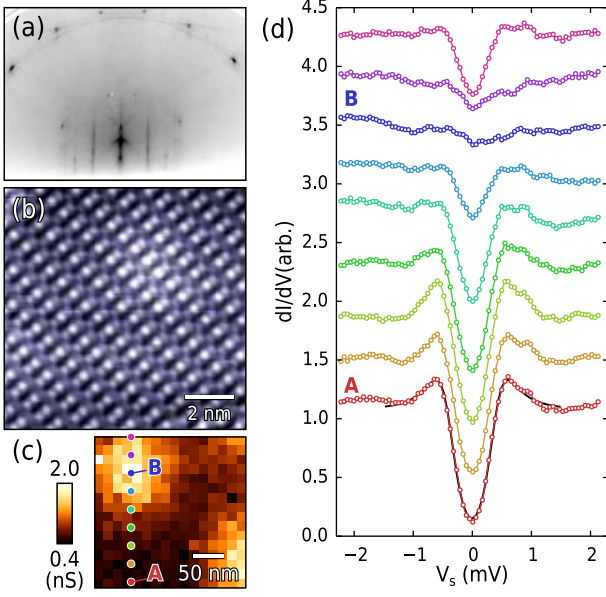 (a)
(b)
2 nm
(c)
2.0
0.4
(nS)
B
A
50 nm
(d)
dI/dV(arb.)
4.5
4.0
3.5
3.0
2.5
2.0
1.5
1.0
0.5
0.0
B
A
−2 −1 0 1 2
Vs (mV)